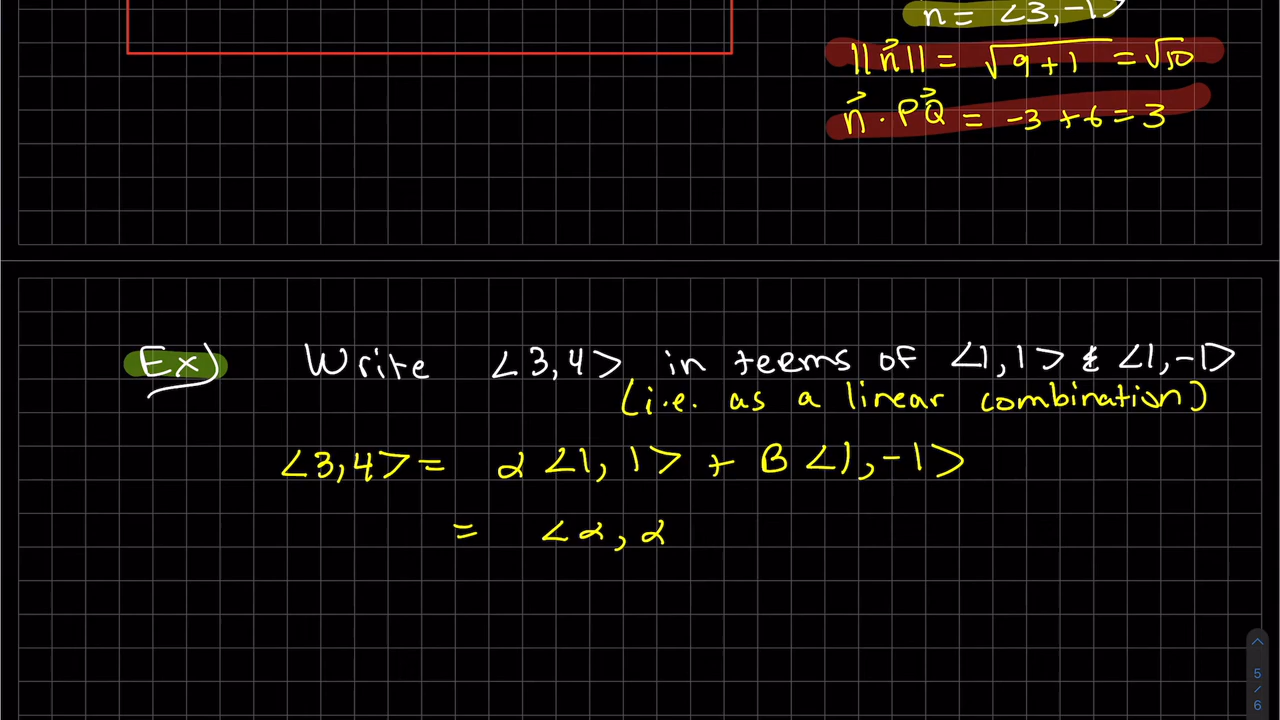 n = <3, -1>
||n⃗|| = √(9+1) = √10
n⃗ · PQ⃗ = -3 + 6 = 3
Ex) Write <3,4> in terms of <1,1> & <1,-1>
(i.e. as a linear combination)
<3,4> = α <1, 1> + B <1, -1>
= <α, α
5
/
6